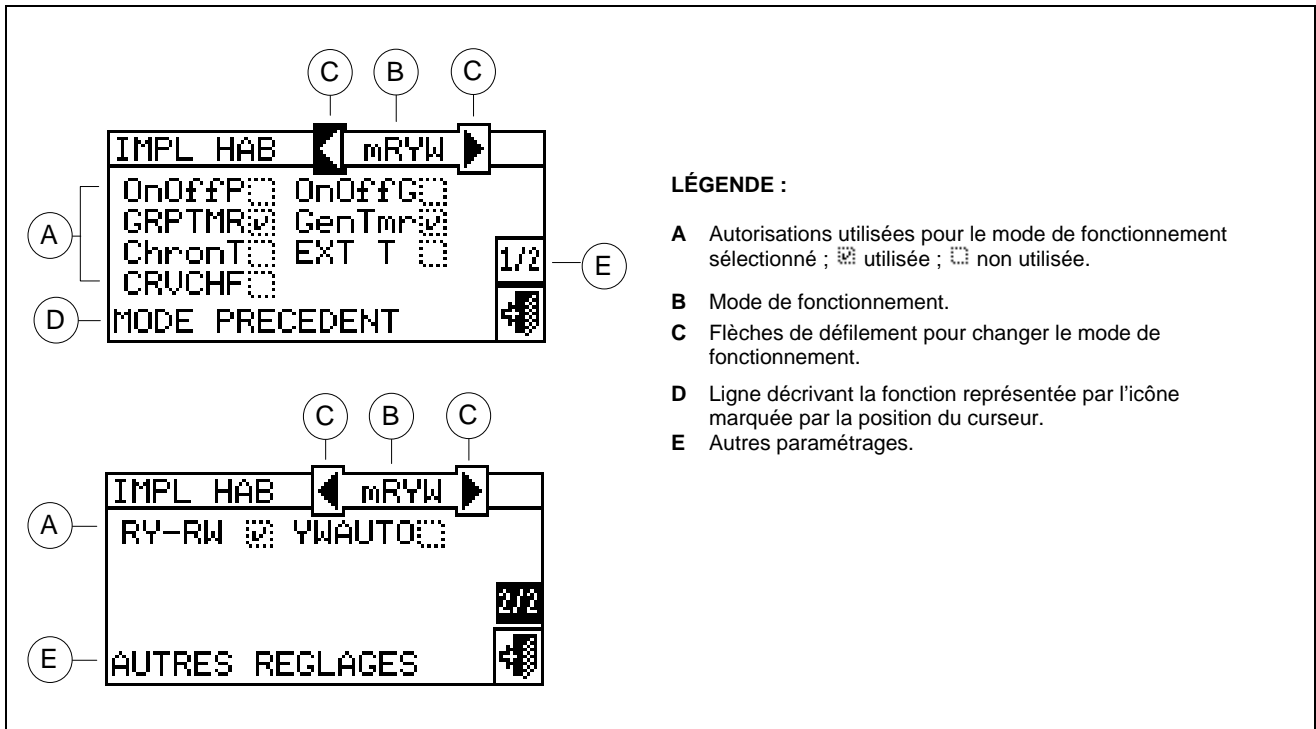 C B C
IMPL HAB mRYW
OnOffP OnOffG
GRPTMR GenTmr
A
ChronT EXT T 1/2
E
CRVCHF
D MODE PRECEDENT
C B C
IMPL HAB mRYW
A RY-RW YWAUTO
2/2
E AUTRES REGLAGES
LÉGENDE :
A Autorisations utilisées pour le mode de fonctionnement
sélectionné ; utilisée ; non utilisée.
B Mode de fonctionnement.
C Flèches de défilement pour changer le mode de
fonctionnement.
D Ligne décrivant la fonction représentée par l'icône
marquée par la position du curseur.
E Autres paramétrages.